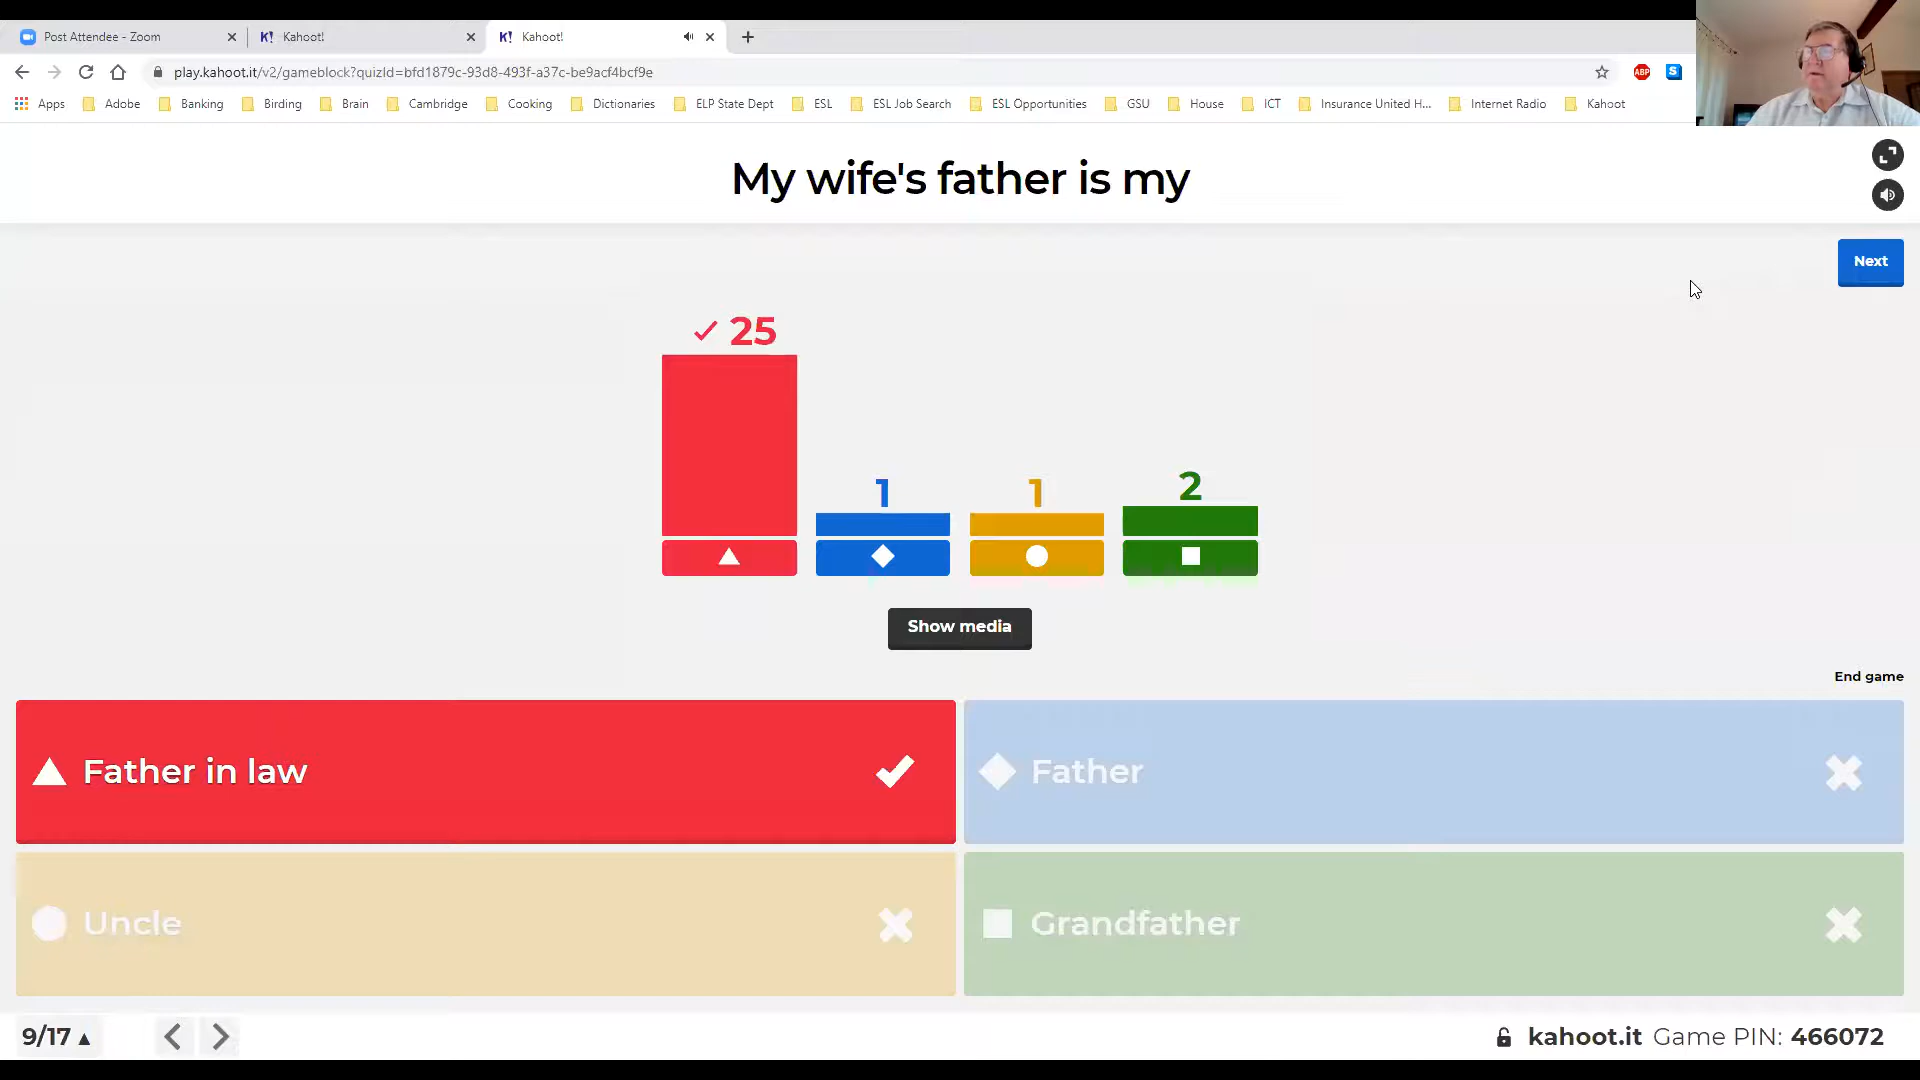 Post Attendee - Zoom
K! Kahoot!
K! Kahoot!
play.kahoot.it/v2/gameblock?quizId=bfd1879c-93d8-493f-a37c-be9acf4bcf9e
ABP
S
Apps Adobe Banking Birding Brain Cambridge Cooking Dictionaries ELP State Dept ESL ESL Job Search ESL Opportunities GSU House ICT Insurance United H... Internet Radio Kahoot
My wife's father is my
Next
25
1
1
2
Show media
End game
Father in law
Father
Uncle
Grandfather
9/17
kahoot.it Game PIN: 466072